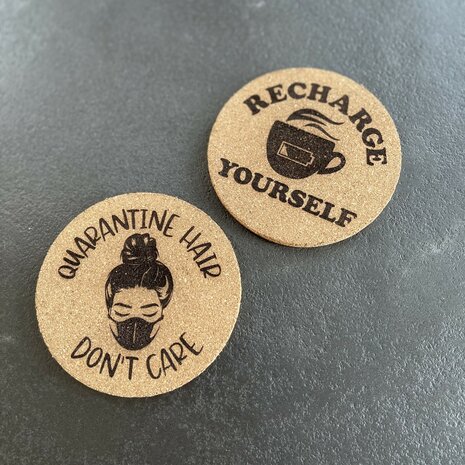 RECHARGE
YOURSELF
QUARANTINE HAIR
DON'T CARE